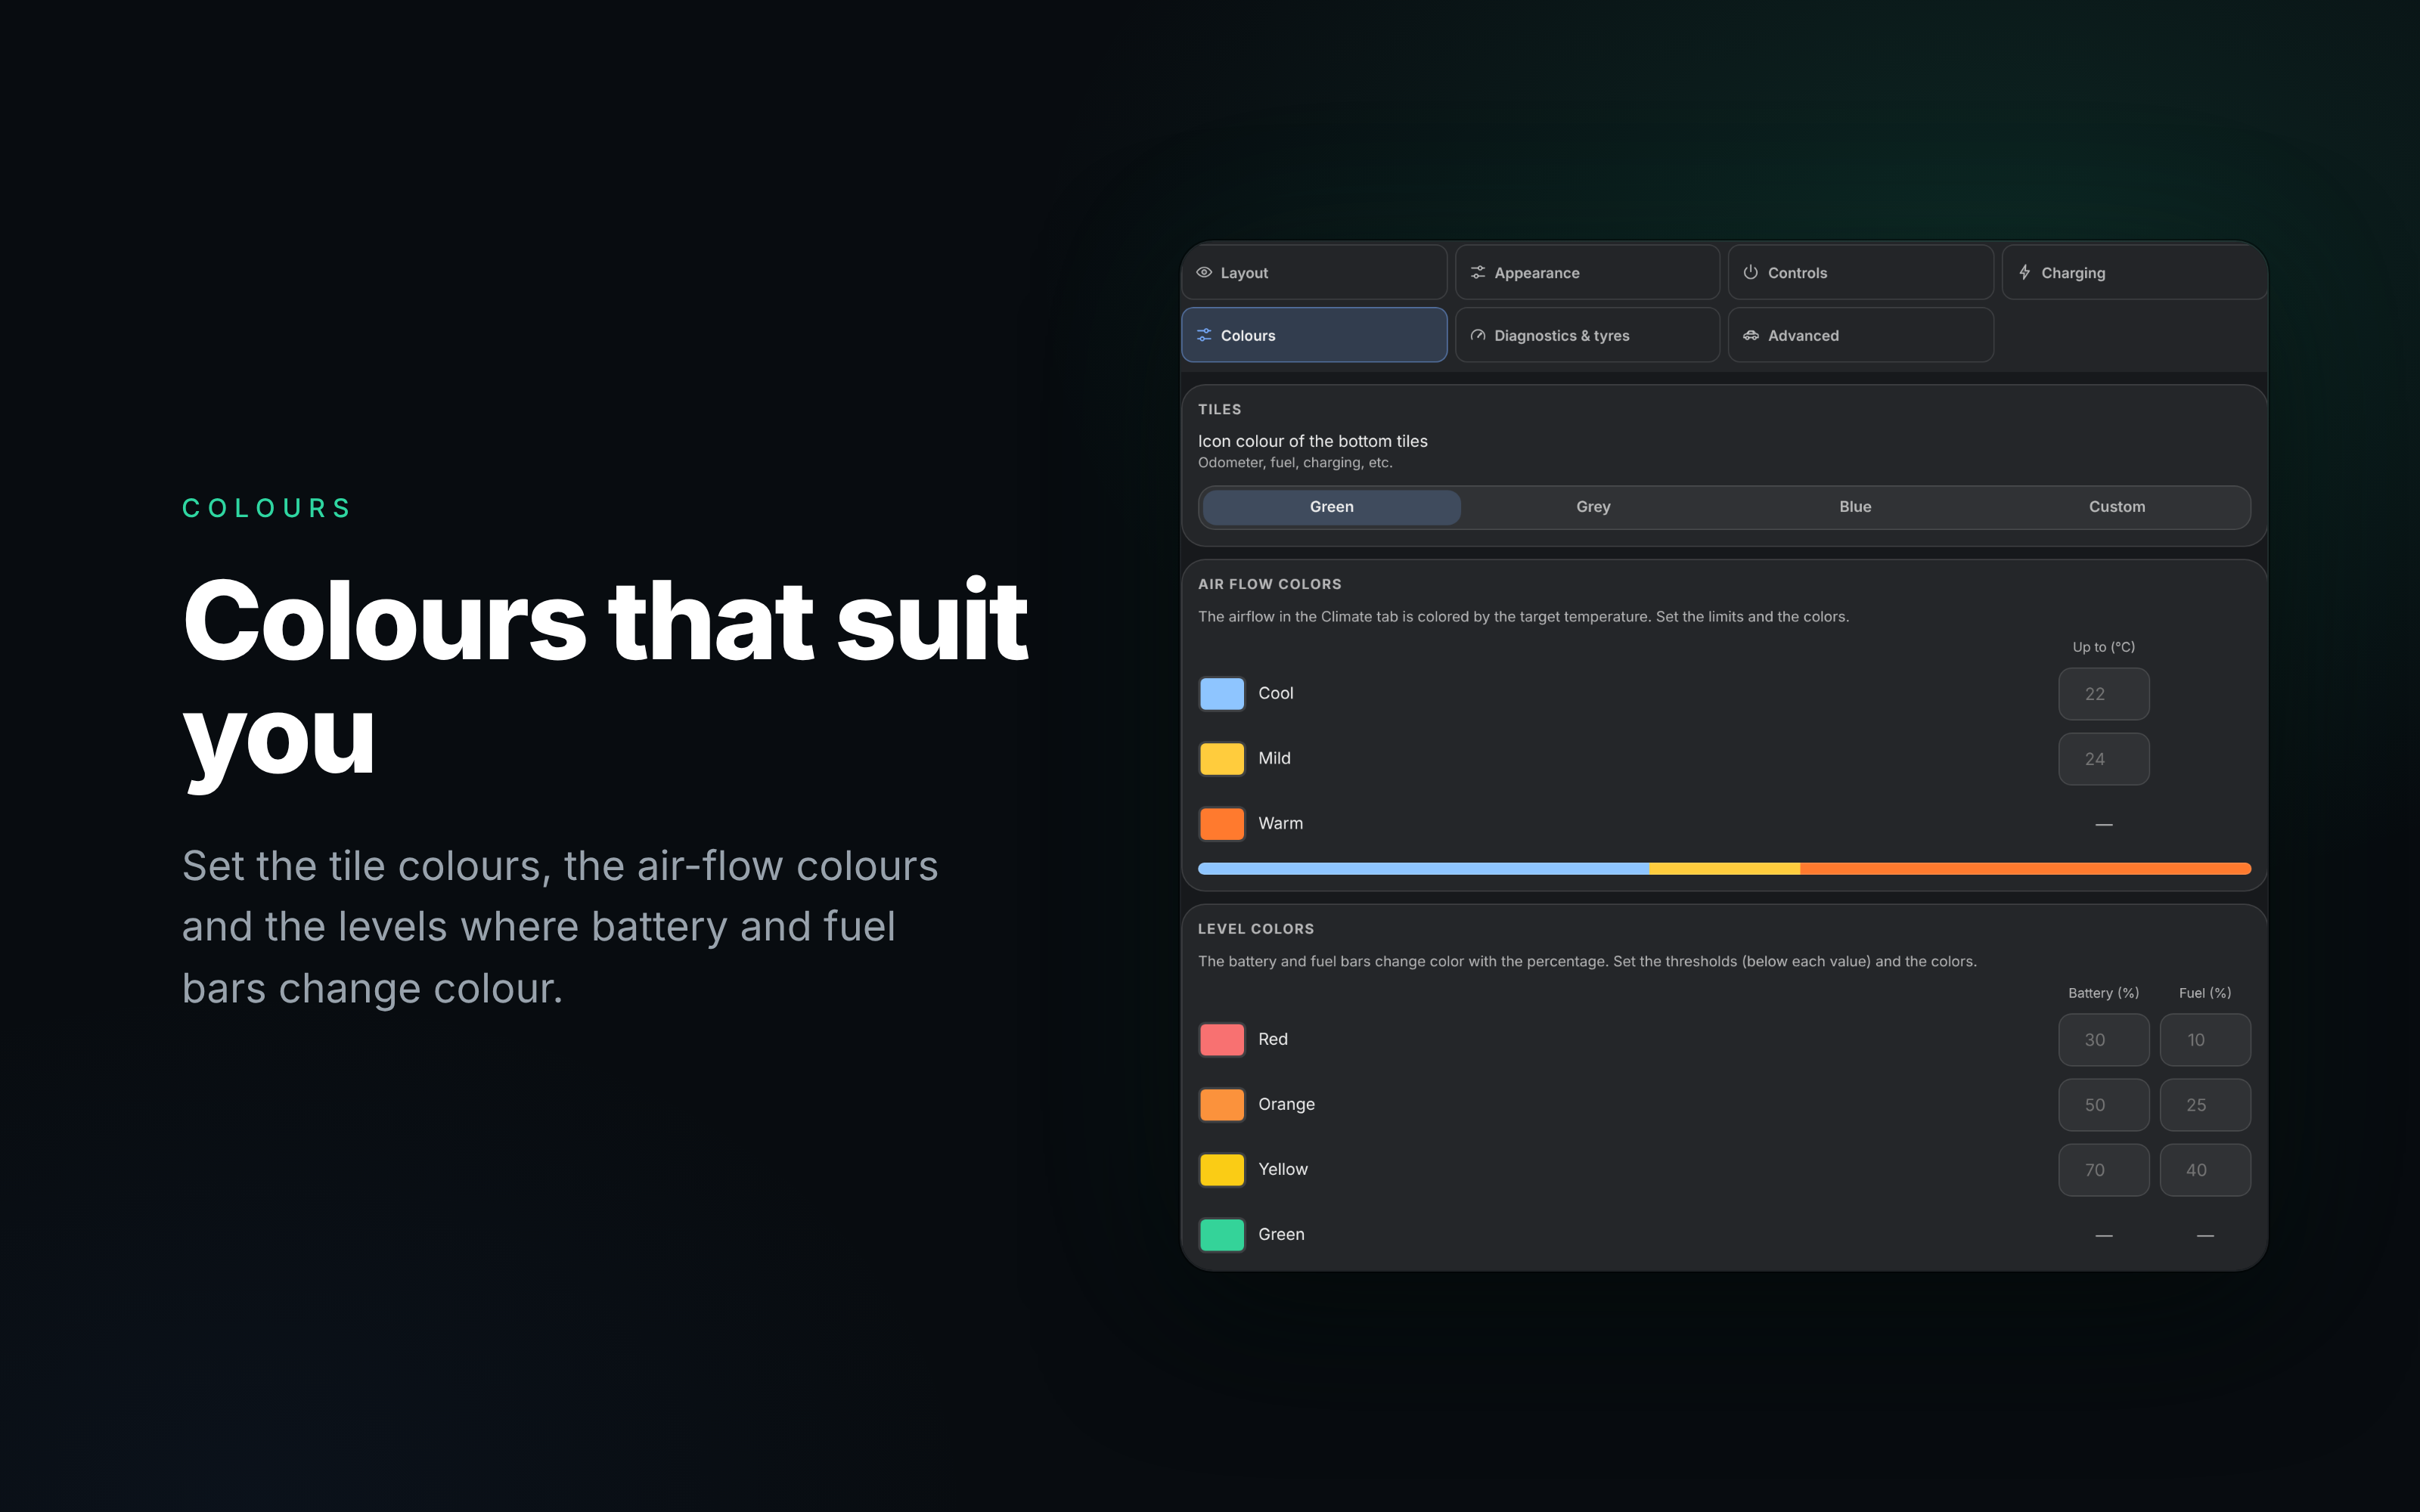 COLOURS
Colours that suit
you
Set the tile colours, the air-flow colours
and the levels where battery and fuel
bars change colour.
Layout
Appearance
Controls
Charging
Colours
Diagnostics & tyres
Advanced
TILES
Icon colour of the bottom tiles
Odometer, fuel, charging, etc.
Green Grey Blue Custom
AIR FLOW COLORS
The airflow in the Climate tab is colored by the target temperature. Set the limits and the colors.
Up to (°C)
Cool 22
Mild 24
Warm —
LEVEL COLORS
The battery and fuel bars change color with the percentage. Set the thresholds (below each value) and the colors.
Battery (%) Fuel (%)
Red 30 10
Orange 50 25
Yellow 70 40
Green — —